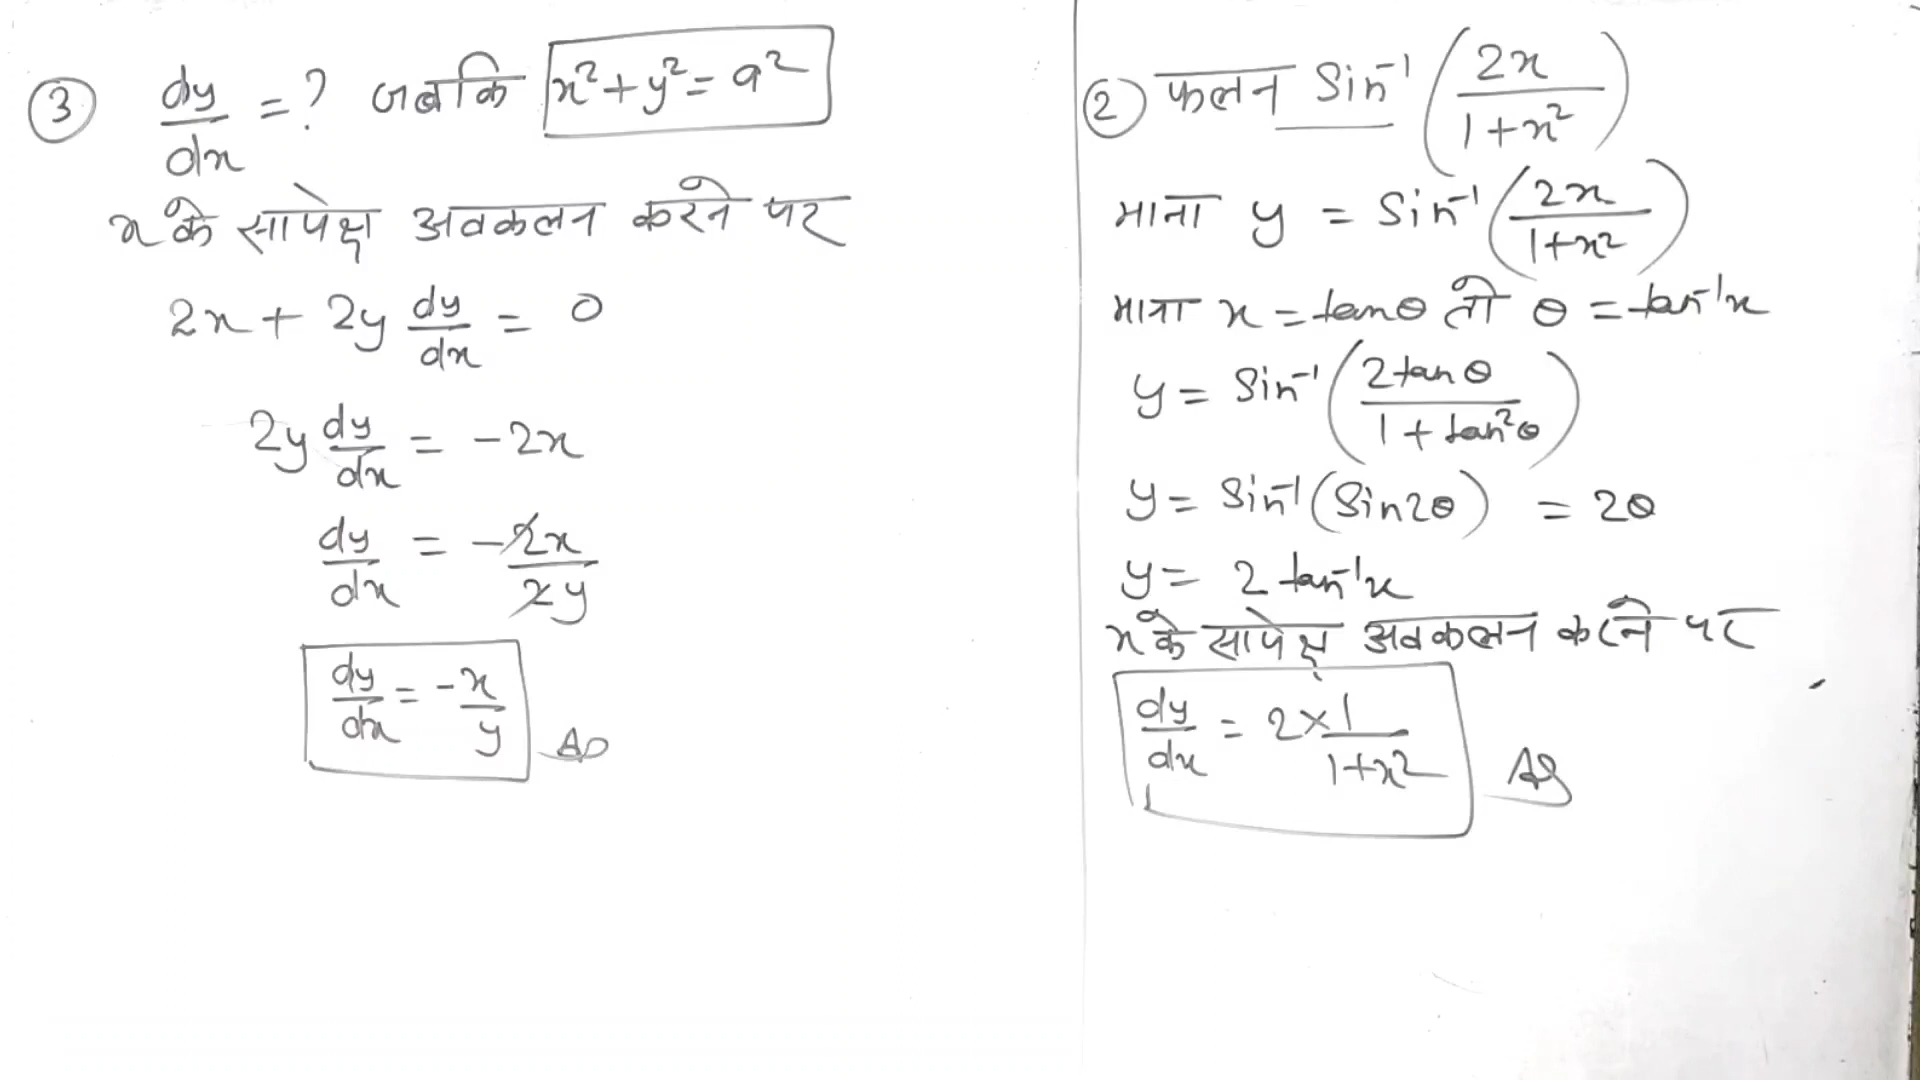 ③ dy/dx = ? जबकि x² + y² = a²
x के सापेक्ष अवकलन करने पर
2x + 2y dy/dx = 0
2y dy/dx = -2x
dy/dx = -2x/2y
dy/dx = -x/y
② फलन Sin⁻¹(2x/1+x²)
माना y = Sin⁻¹(2x/1+x²)
माना x = tanθ तो θ = tan⁻¹x
y = Sin⁻¹(2tanθ/1+tan²θ)
y = Sin⁻¹(Sin2θ) = 2θ
y = 2 tan⁻¹x
x के सापेक्ष अवकलन करने पर
dy/dx = 2×1/1+x²